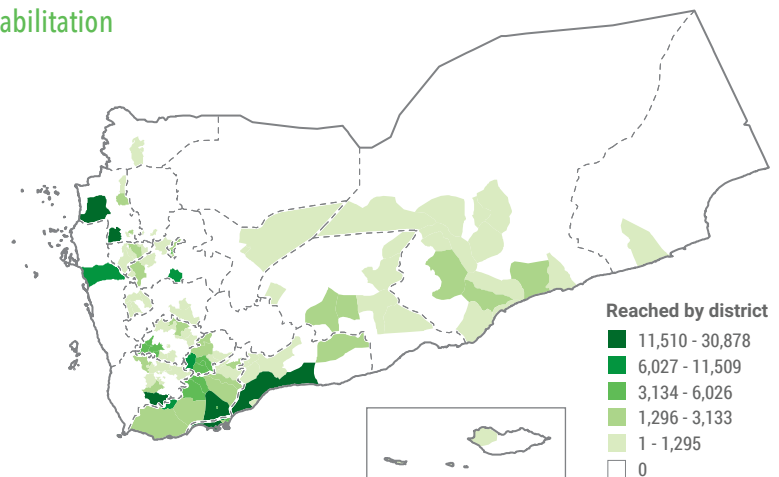 abilitation
Reached by district
11,510 - 30,878
6,027 - 11,509
3,134 - 6,026
1,296 - 3,133
1 - 1,295
0